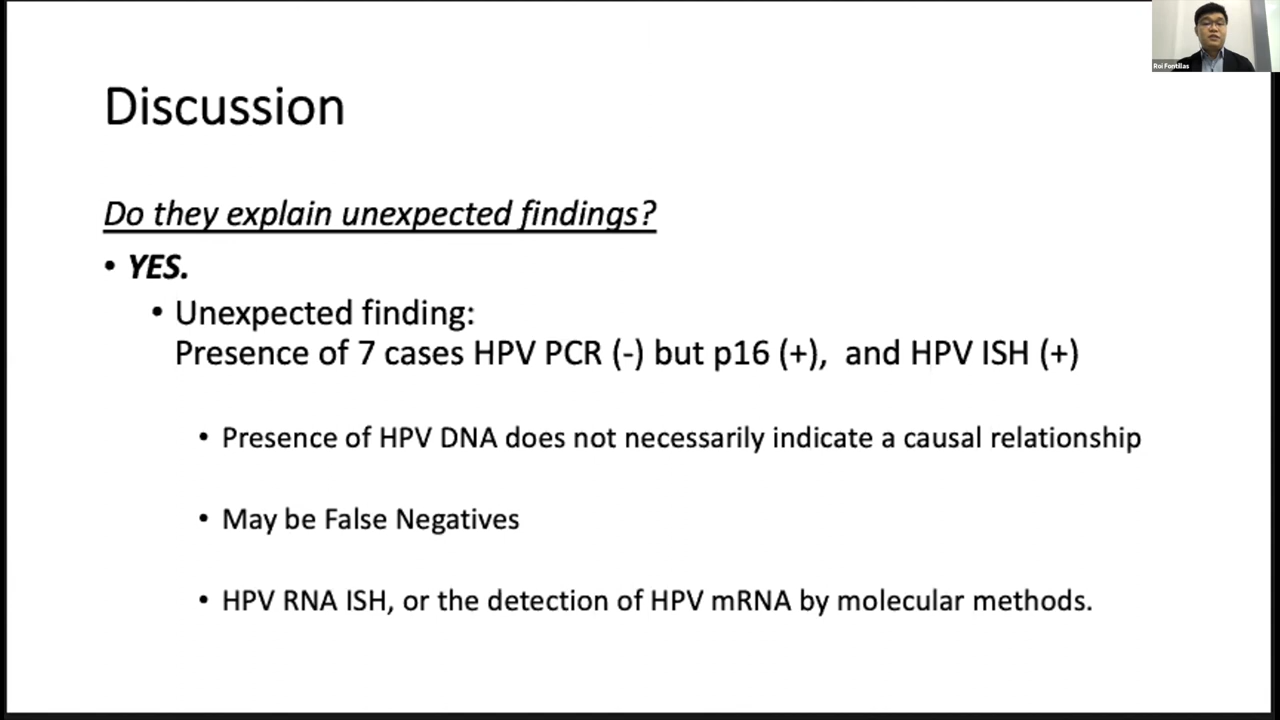 Roi Fontillas
Discussion
Do they explain unexpected findings?
• YES.
• Unexpected finding:
Presence of 7 cases HPV PCR (-) but p16 (+), and HPV ISH (+)
• Presence of HPV DNA does not necessarily indicate a causal relationship
• May be False Negatives
• HPV RNA ISH, or the detection of HPV mRNA by molecular methods.